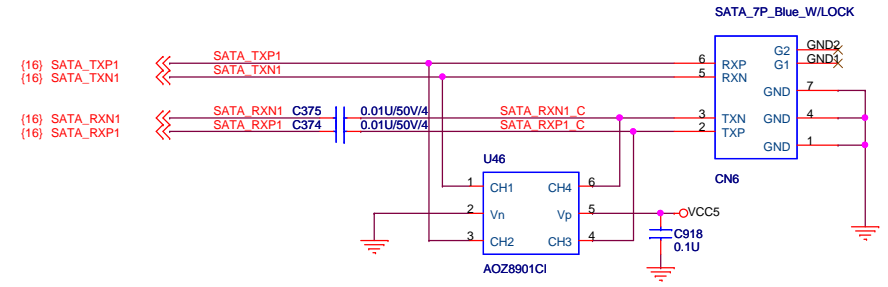 SATA_7P_Blue_W/LOCK
{16} SATA_TXP1 SATA_TXP1 6 RXP G2 GND2
{16} SATA_TXN1 SATA_TXN1 5 RXN G1 GND1
GND 7
{16} SATA_RXN1 SATA_RXN1 C375 0.01U/50V/4 SATA_RXN1_C 3 TXN GND 4
{16} SATA_RXP1 SATA_RXP1 C374 0.01U/50V/4 SATA_RXP1_C 2 TXP
GND 1
U46
CN6
1 CH1 CH4 6
2 Vn Vp 5 VCC5
3 CH2 CH3 4
C918
0.1U
AOZ8901CI